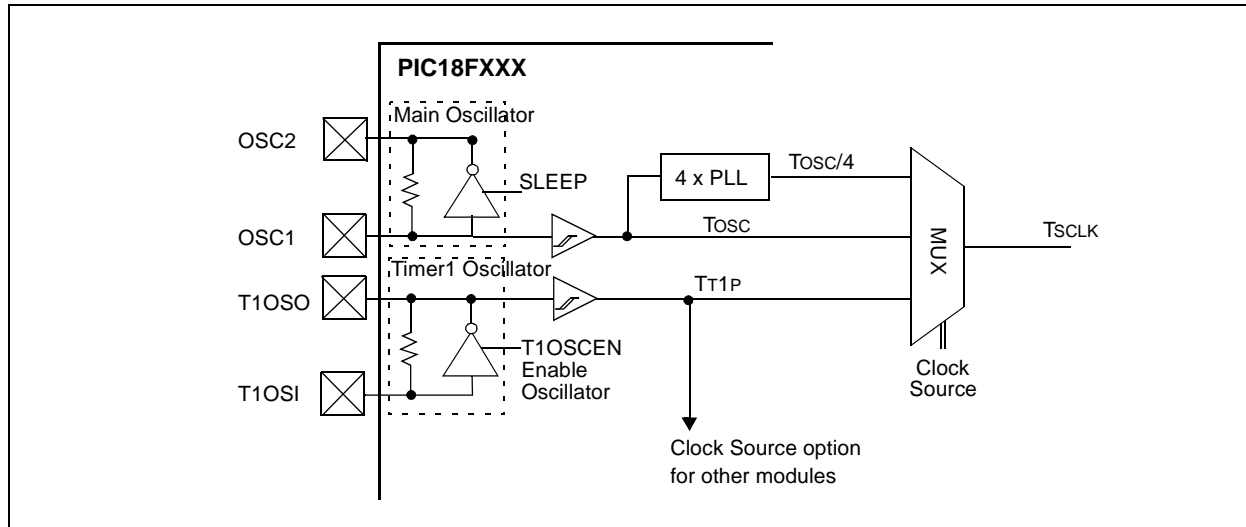 PIC18FXXX
Main Oscillator
OSC2
SLEEP
4 x PLL
TOSC/4
OSC1
TOSC
MUX
TSCLK
Timer1 Oscillator
T1OSO
TT1P
T1OSCEN
Enable
Oscillator
T1OSI
Clock
Source
Clock Source option
for other modules